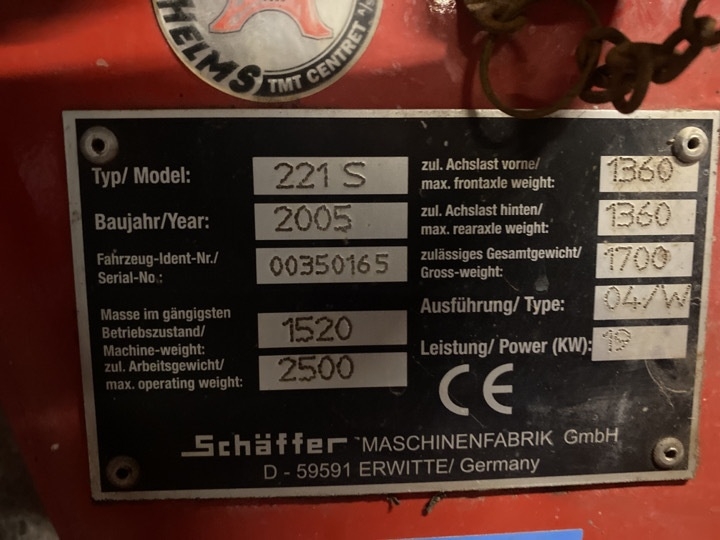 HELMS TMT CENTRET A/S
Typ/ Model: 221 S
Baujahr/Year: 2005
Fahrzeug-Ident-Nr./
Serial-No.: 00350165
Masse im gängigsten
Betriebszustand/
Machine-weight: 1520
zul. Arbeitsgewicht/
max. operating weight: 2500
zul. Achslast vorne/
max. frontaxle weight: 1360
zul. Achslast hinten/
max. rearaxle weight: 1360
zulässiges Gesamtgewicht/
Gross-weight: 1700
Ausführung/ Type: 04/W
Leistung/ Power (KW): 19
CE
Schäffer MASCHINENFABRIK GmbH
D - 59591 ERWITTE/ Germany